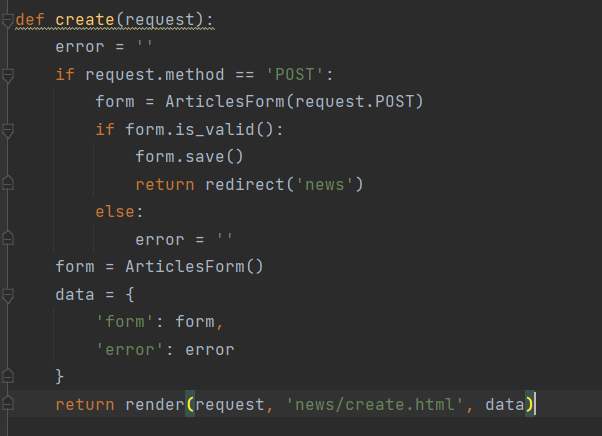 def create(request):
    error = ''
    if request.method == 'POST':
        form = ArticlesForm(request.POST)
        if form.is_valid():
            form.save()
            return redirect('news')
        else:
            error = ''
    form = ArticlesForm()
    data = {
        'form': form,
        'error': error
    }
    return render(request, 'news/create.html', data)